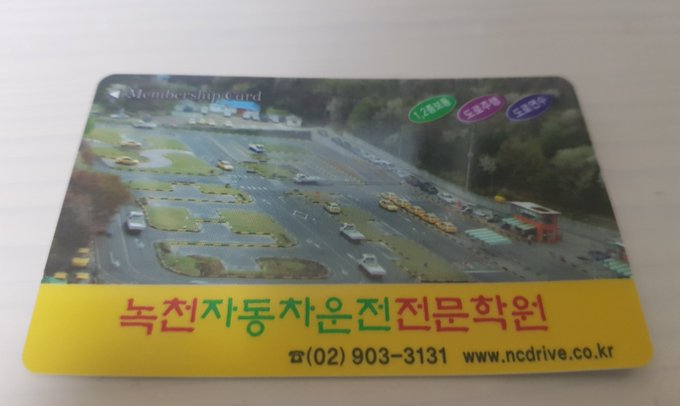 Membership Card
1,2종보통 도로주행 도로연수
녹천자동차운전전문학원
☎(02) 903-3131 www.ncdrive.co.kr